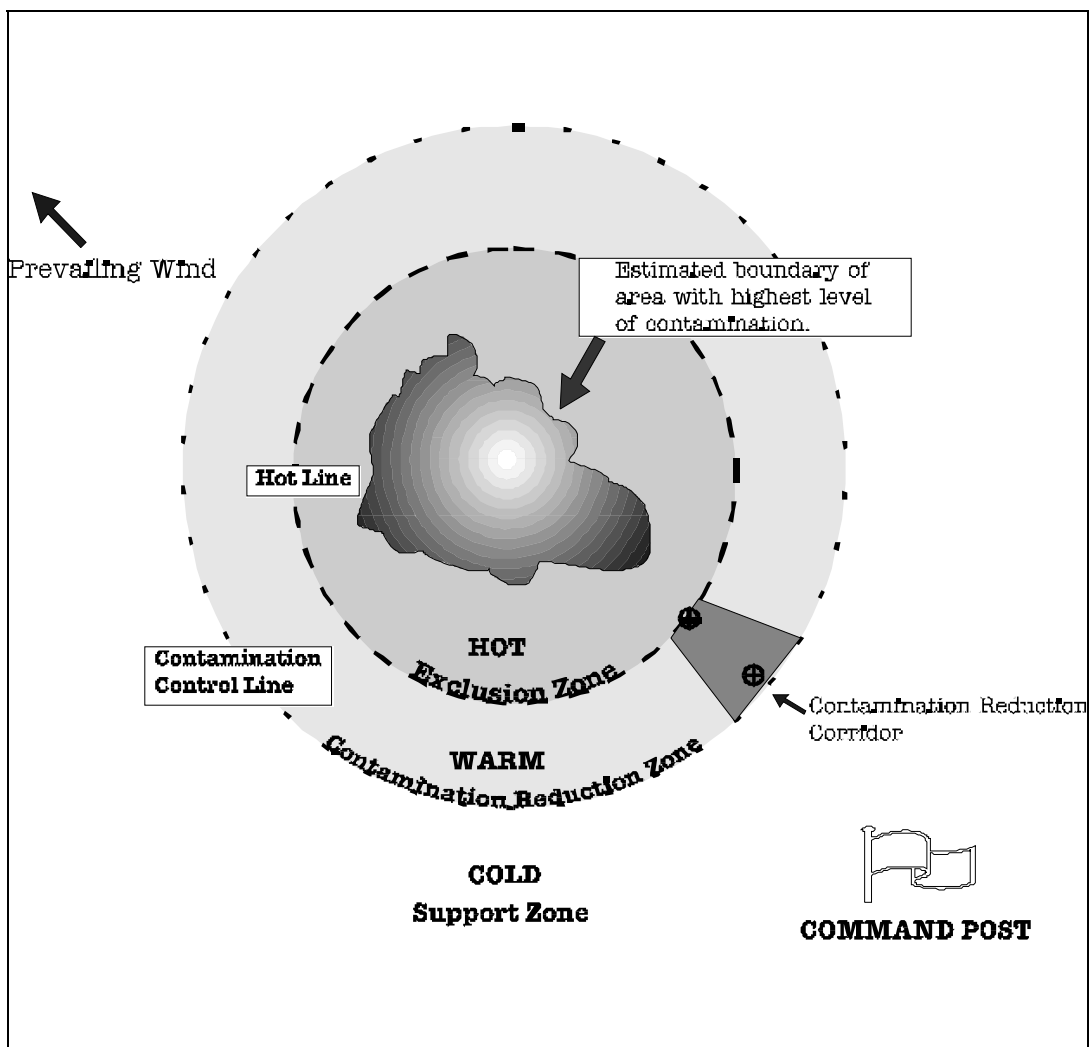 Prevailing Wind
Estimated boundary of
area with highest level
of contamination.
Hot Line
HOT
Exclusion Zone
Contamination
Control Line
Contamination Reduction
Corridor
WARM
Contamination Reduction Zone
COLD
Support Zone
COMMAND POST